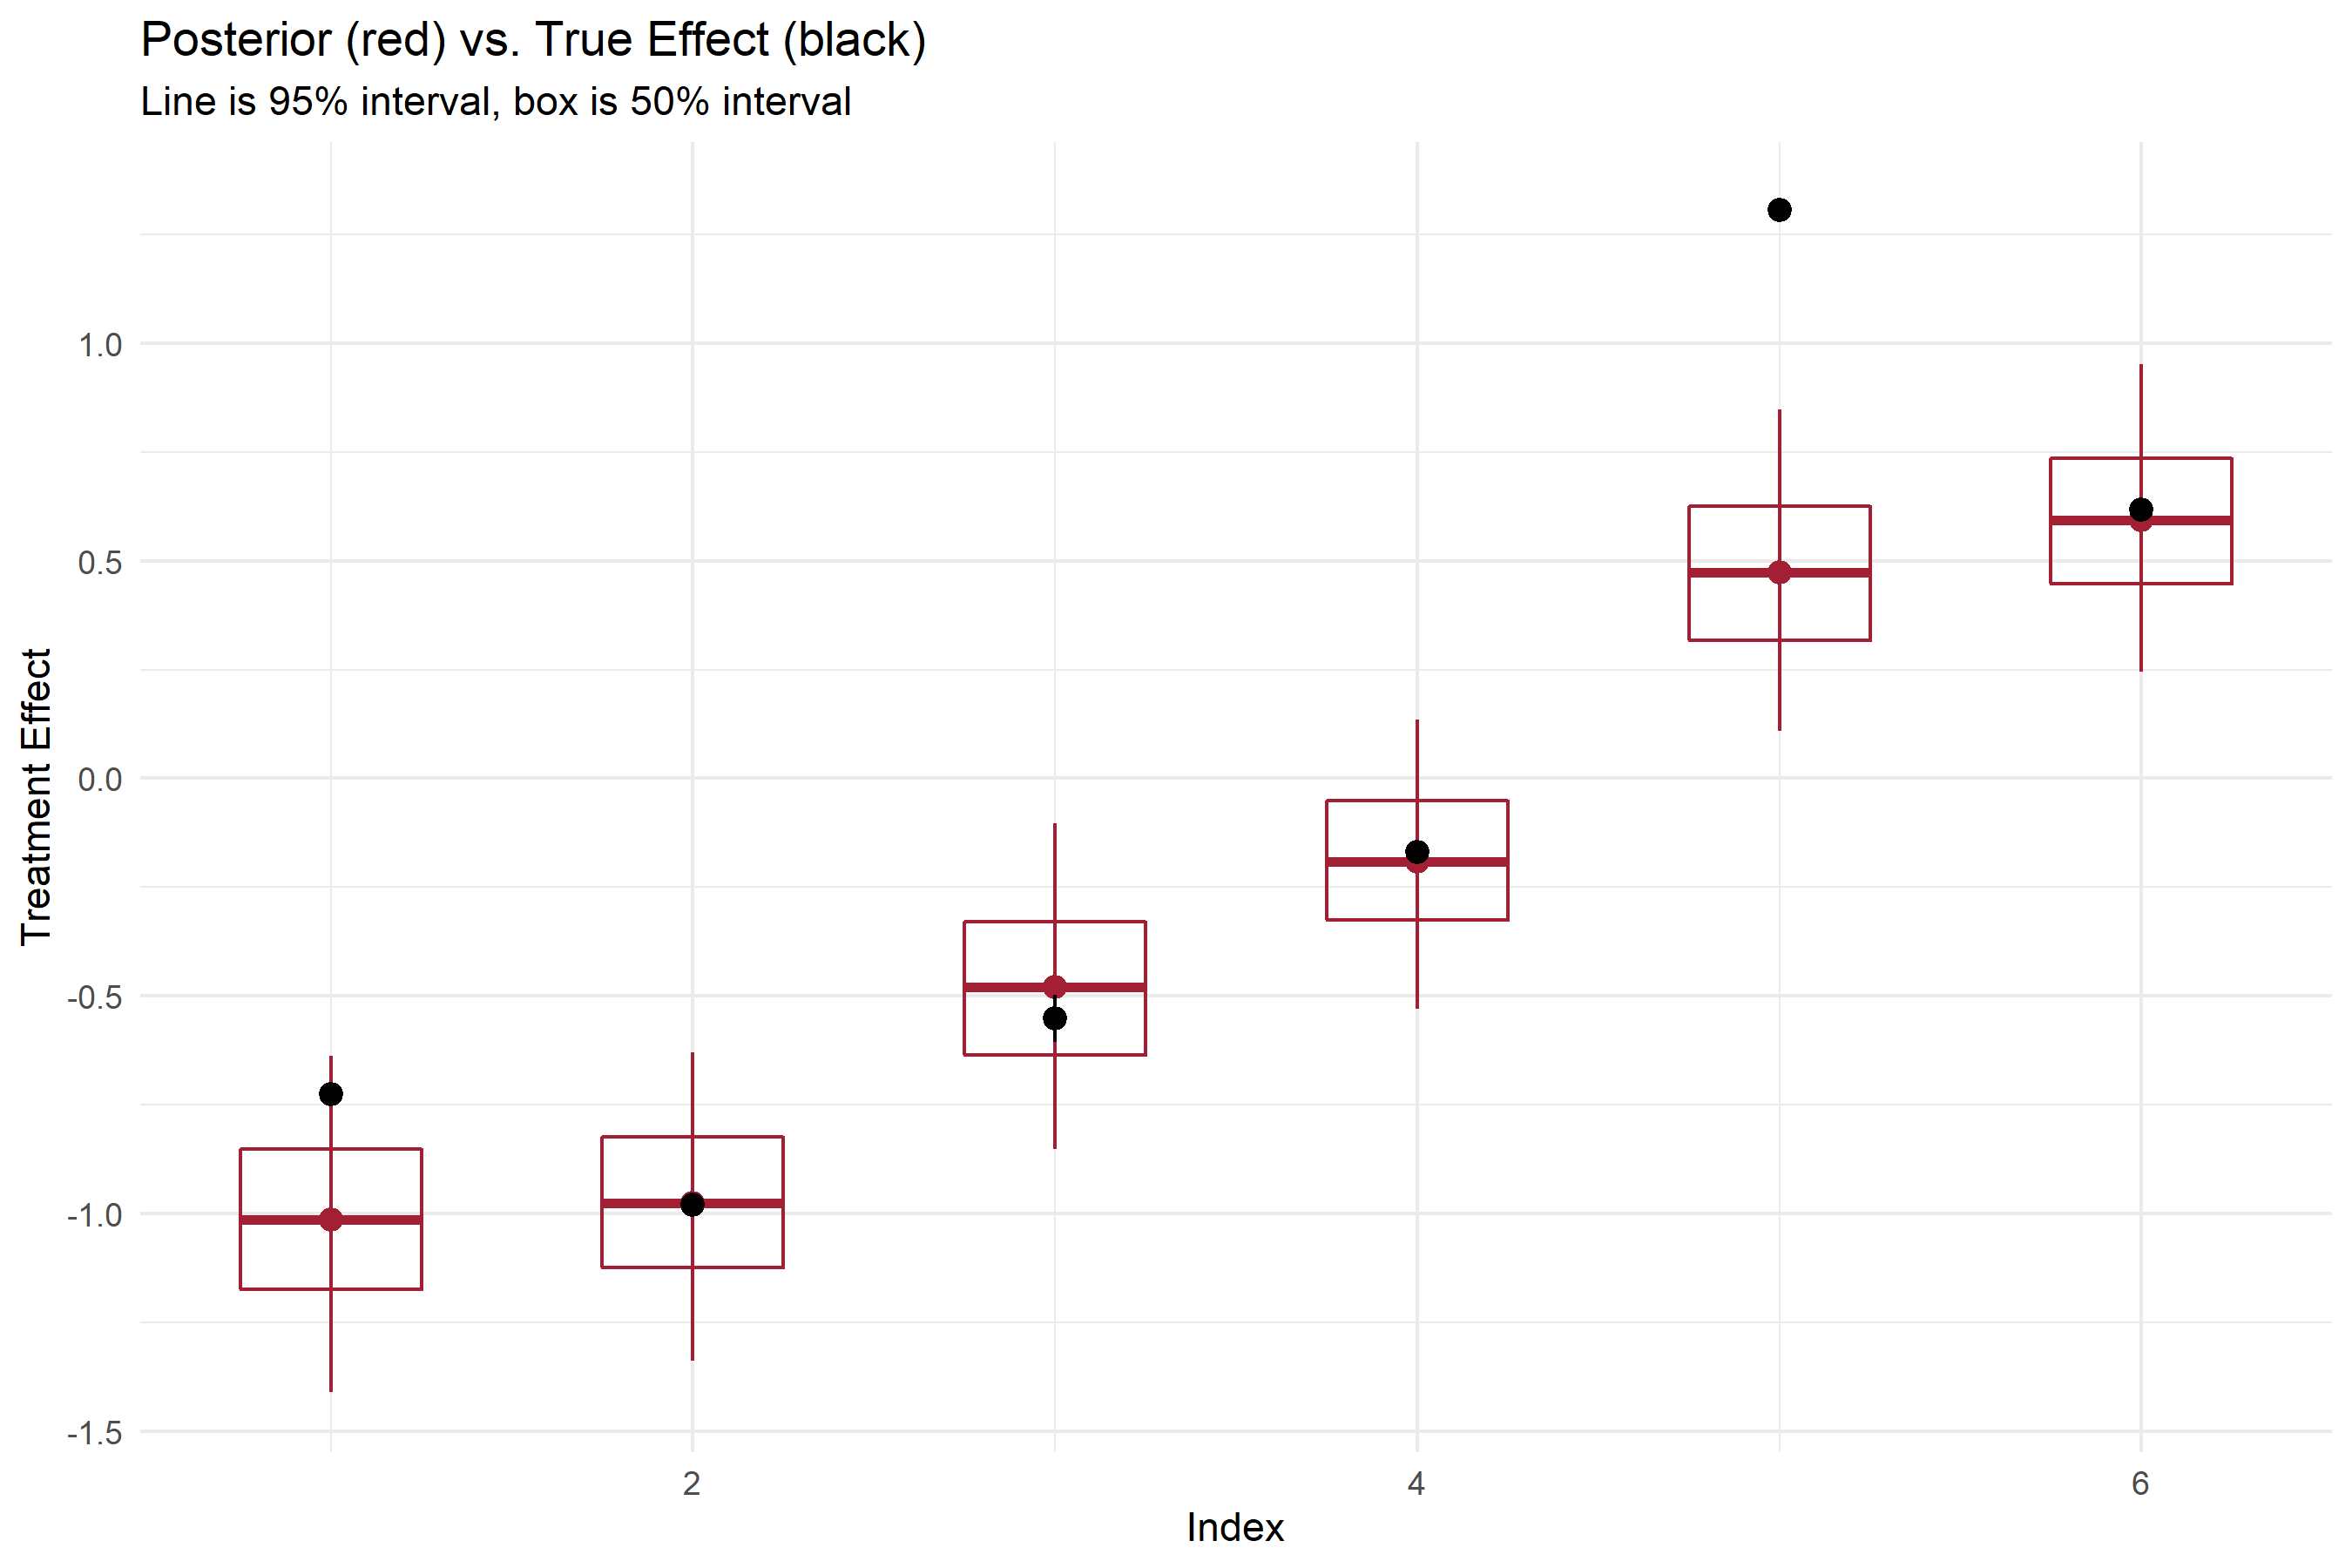 Posterior (red) vs. True Effect (black)
Line is 95% interval, box is 50% interval
Treatment Effect
1.0
0.5
0.0
-0.5
-1.0
-1.5
2
4
6
Index